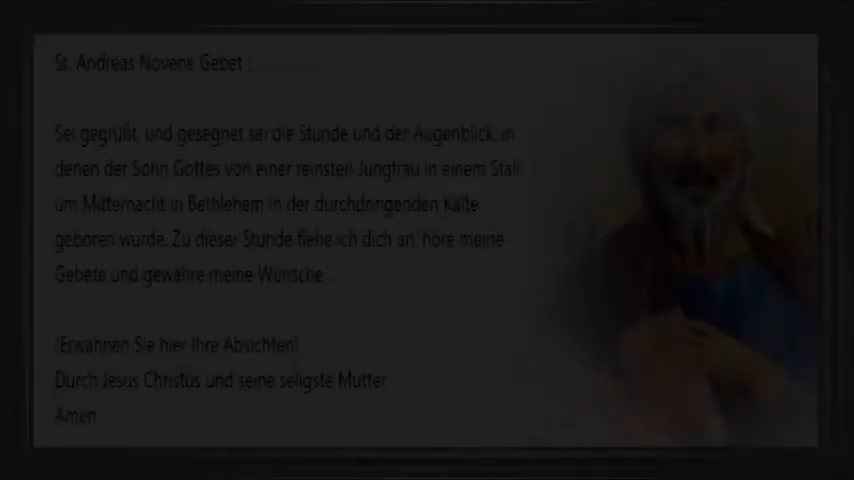 St. Andreas Novene Gebet :
Sei gegrüßt, und gesegnet sei die Stunde und der Augenblick, in
denen der Sohn Gottes von einer reinsten Jungfrau in einem Stall
um Mitternacht in Bethlehem in der durchdringenden Kälte
geboren wurde. Zu dieser Stunde flehe ich dich an, höre meine
Gebete und gewähre meine Wünsche .
(Erwähnen Sie hier Ihre Absichten)
Durch Jesus Christus und seine seligste Mutter
Amen